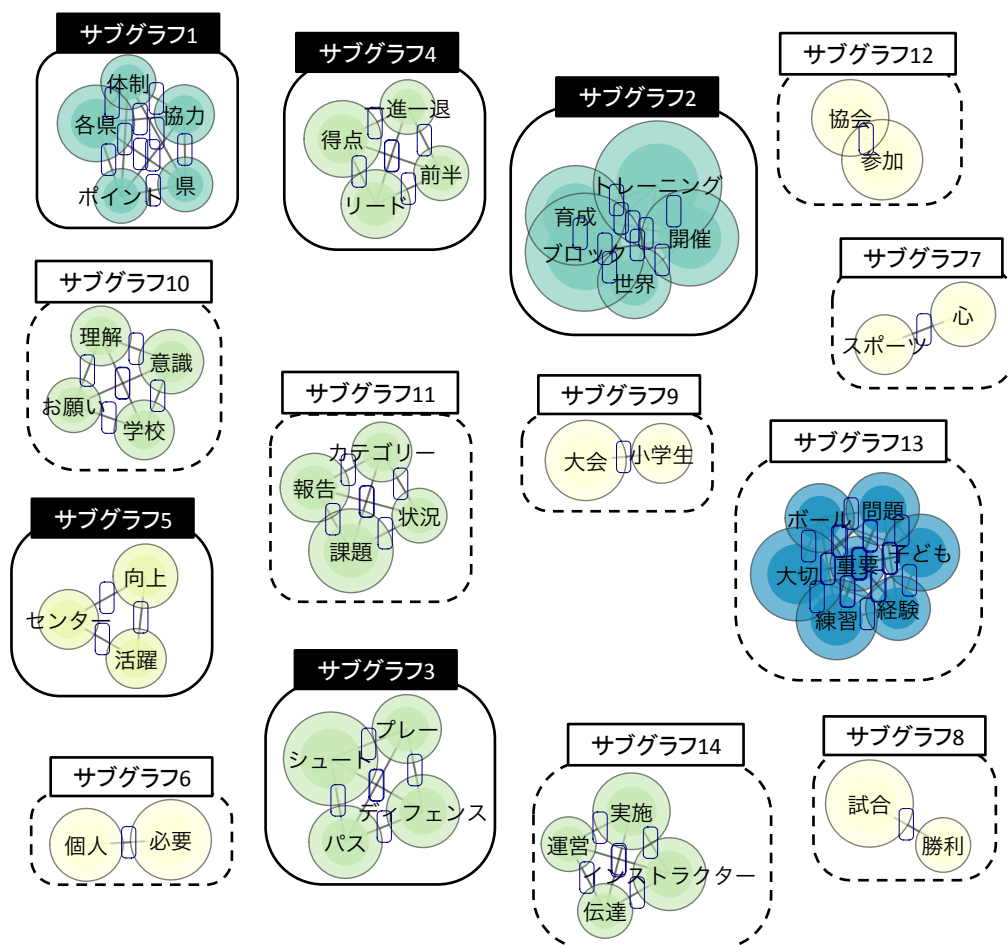 サブグラフ1
体制
各県
協力
ポイント
県
サブグラフ4
進一退
得点
前半
リード
サブグラフ2
トレーニング
育成
開催
ブロック
世界
サブグラフ12
協会
参加
サブグラフ10
理解
意識
お願い
学校
サブグラフ11
カテゴリー
報告
状況
課題
サブグラフ9
大会
小学生
サブグラフ7
心
スポーツ
サブグラフ13
ボール
問題
大切
重要
子ども
練習
経験
サブグラフ5
向上
センター
活躍
サブグラフ3
プレー
シュート
ディフェンス
パス
サブグラフ6
個人
必要
サブグラフ14
実施
運営
インストラクター
伝達
サブグラフ8
試合
勝利